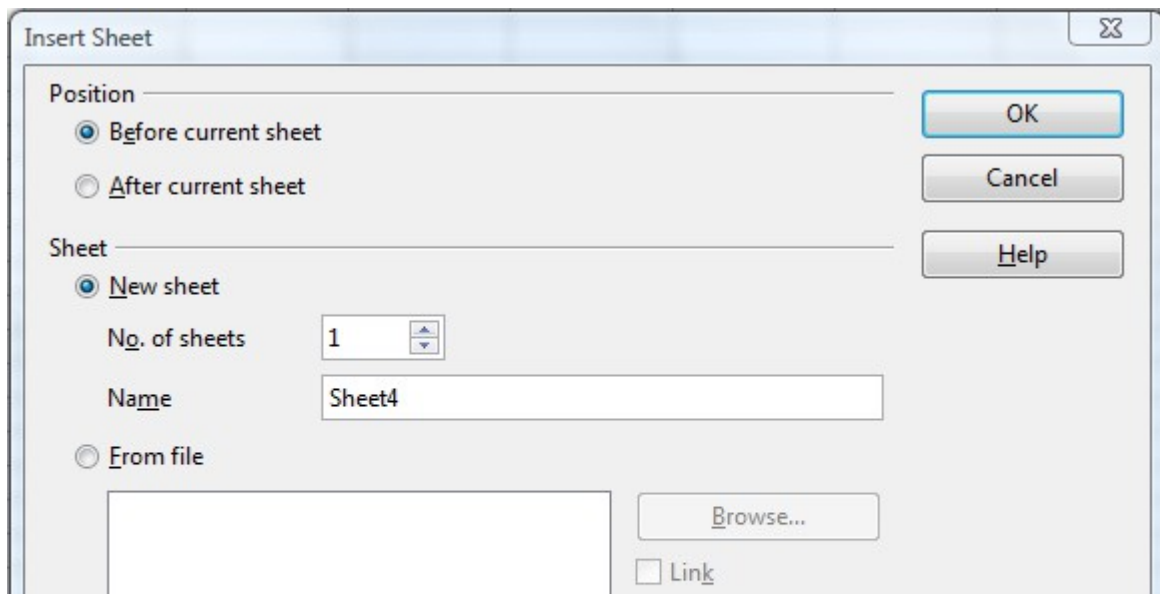 Insert Sheet
Position
Before current sheet
After current sheet
OK
Cancel
Help
Sheet
New sheet
No. of sheets 1
Name Sheet4
From file
Browse...
Link